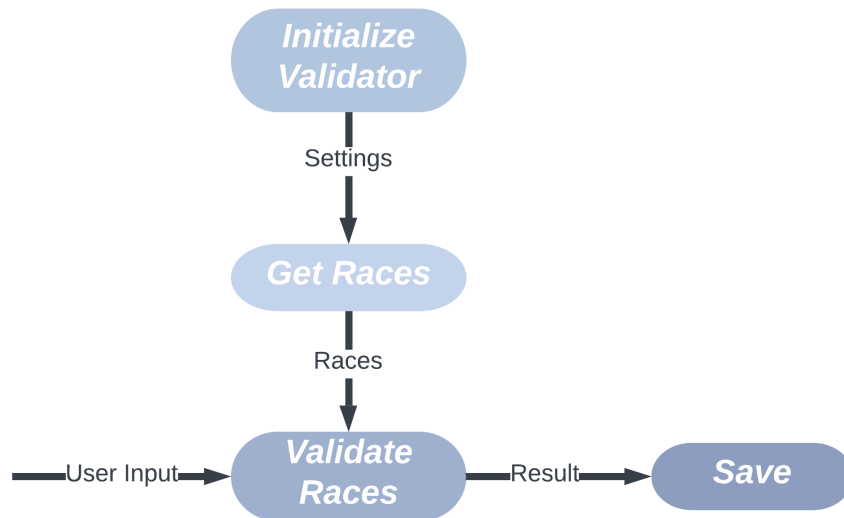 Initialize
Validator
Settings
Get Races
Races
User Input
Validate
Races
Result
Save